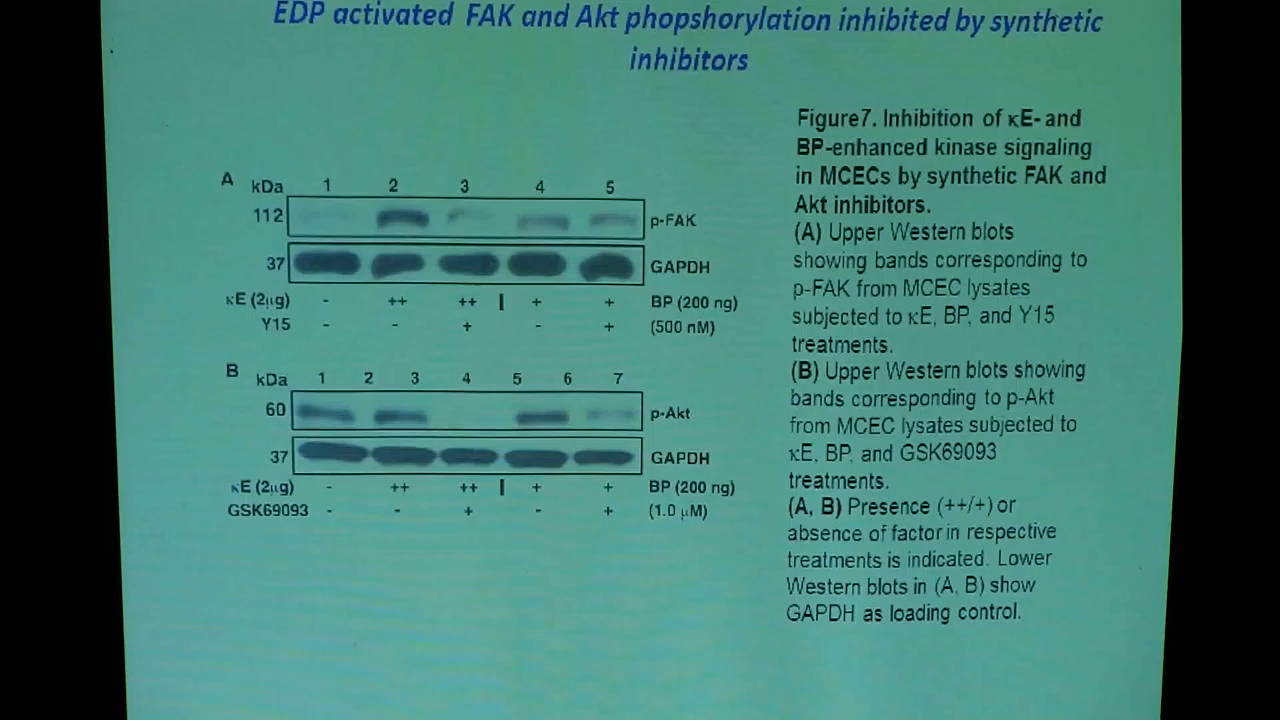 EDP activated FAK and Akt phopshorylation inhibited by synthetic
inhibitors
A kDa 1 2 3 4 5
112 p-FAK
37 GAPDH
κE (2μg) - ++ ++ | + + BP (200 ng)
Y15 - - + - + (500 nM)
B kDa 1 2 3 4 5 6 7
60 p-Akt
37 GAPDH
κE (2μg) - ++ ++ | + + BP (200 ng)
GSK69093 - - + - + (1.0 μM)
Figure7. Inhibition of κE- and
BP-enhanced kinase signaling
in MCECs by synthetic FAK and
Akt inhibitors.
(A) Upper Western blots
showing bands corresponding to
p-FAK from MCEC lysates
subjected to κE, BP, and Y15
treatments.
(B) Upper Western blots showing
bands corresponding to p-Akt
from MCEC lysates subjected to
κE, BP, and GSK69093
treatments.
(A, B) Presence (++/+) or
absence of factor in respective
treatments is indicated. Lower
Western blots in (A, B) show
GAPDH as loading control.